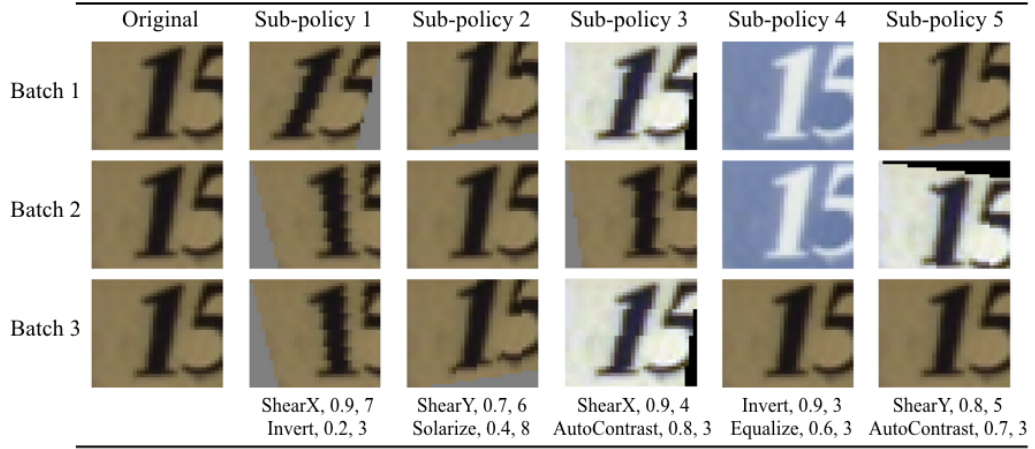 Original Sub-policy 1 Sub-policy 2 Sub-policy 3 Sub-policy 4 Sub-policy 5
Batch 1 15 15 15 15 15 15
Batch 2 15 15 15 15 15 15
Batch 3 15 15 15 15 15 15
ShearX, 0.9, 7 ShearY, 0.7, 6 ShearX, 0.9, 4 Invert, 0.9, 3 ShearY, 0.8, 5
Invert, 0.2, 3 Solarize, 0.4, 8 AutoContrast, 0.8, 3 Equalize, 0.6, 3 AutoContrast, 0.7, 3